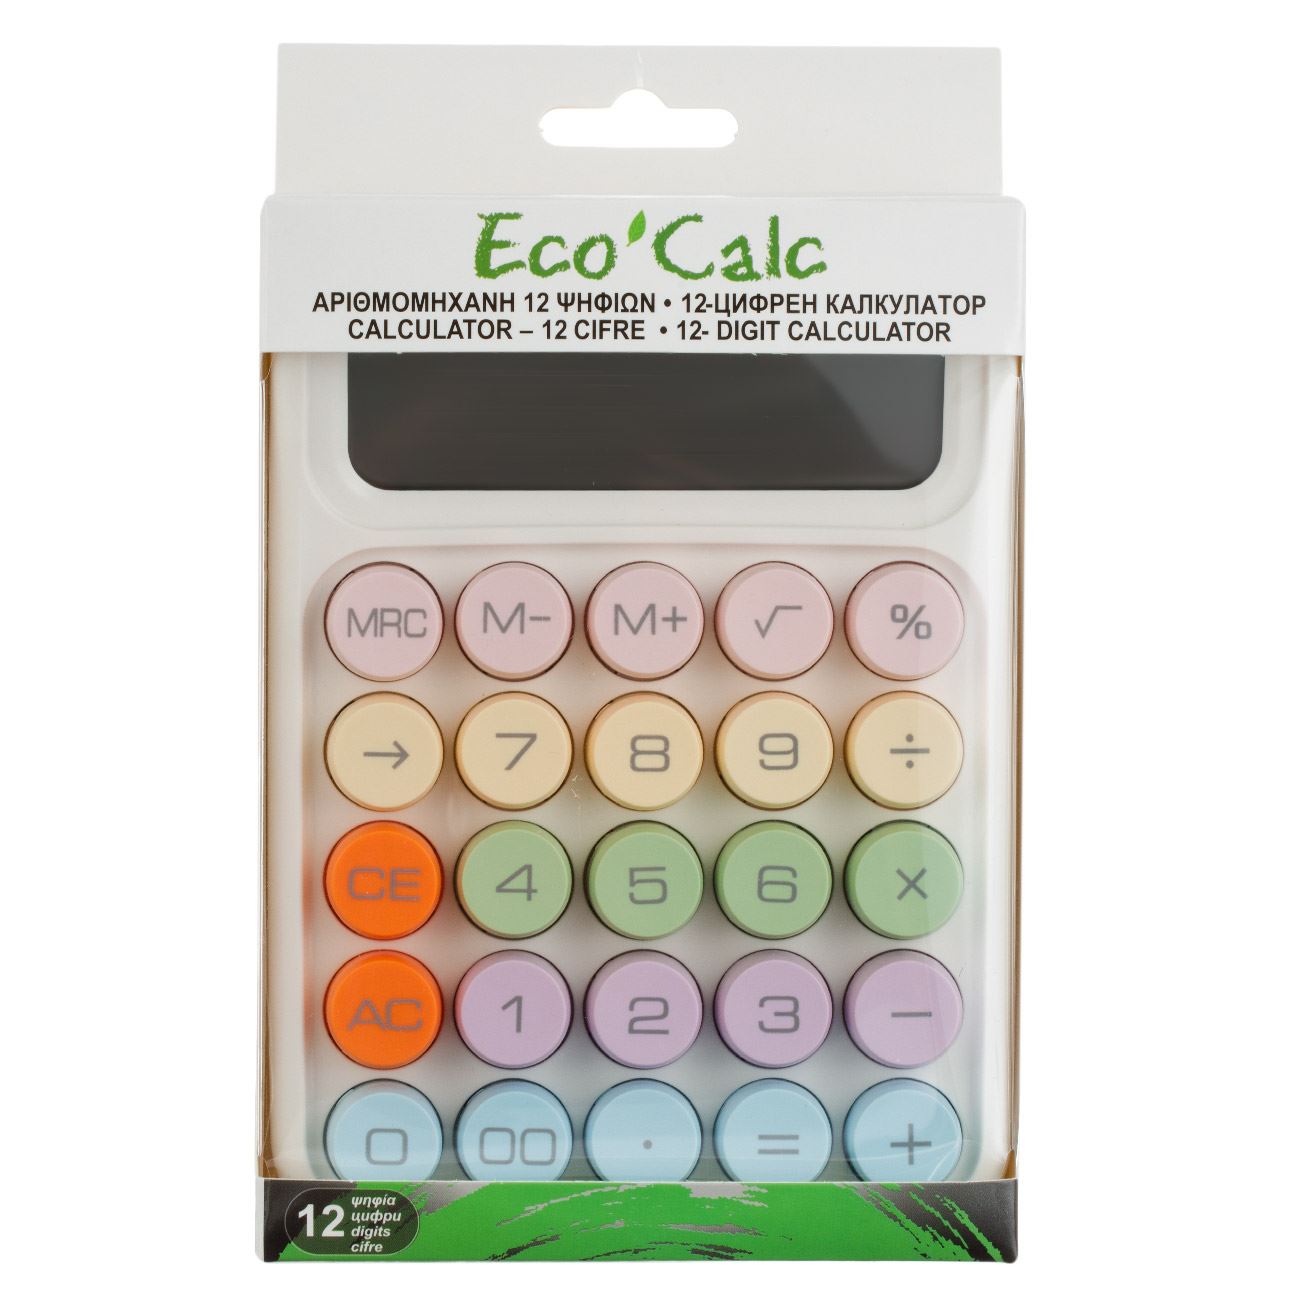 Eco'Calc
ΑΡΙΘΜΟΜΗΧΑΝΗ 12 ΨΗΦΙΩΝ • 12-ЦИФРЕН КАЛКУЛАТОР
CALCULATOR – 12 CIFRE • 12- DIGIT CALCULATOR
MRC M− M+ √ %
→ 7 8 9 ÷
CE 4 5 6 ×
AC 1 2 3 −
0 00 . = +
12 ψηφία
цифри
digits
cifre